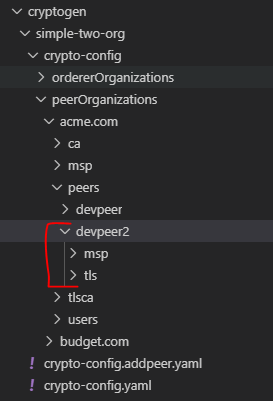 cryptogen
simple-two-org
crypto-config
ordererOrganizations
peerOrganizations
acme.com
ca
msp
peers
devpeer
devpeer2
msp
tls
tlsca
users
budget.com
! crypto-config.addpeer.yaml
! crypto-config.yaml